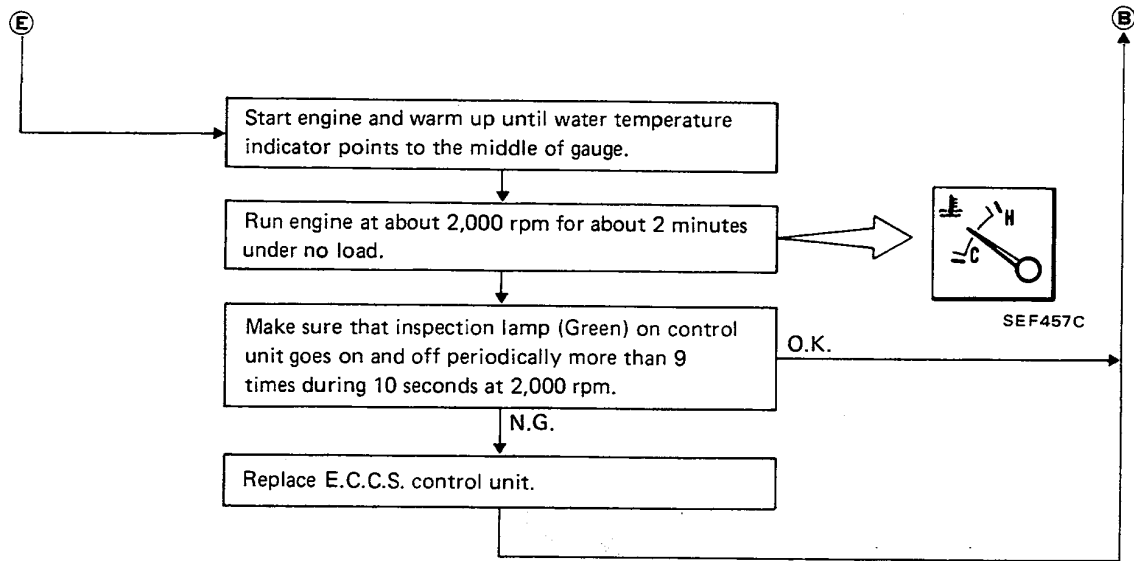 E
B
Start engine and warm up until water temperature
indicator points to the middle of gauge.
Run engine at about 2,000 rpm for about 2 minutes
under no load.
H
C
SEF457C
Make sure that inspection lamp (Green) on control
unit goes on and off periodically more than 9
times during 10 seconds at 2,000 rpm.
O.K.
N.G.
Replace E.C.C.S. control unit.